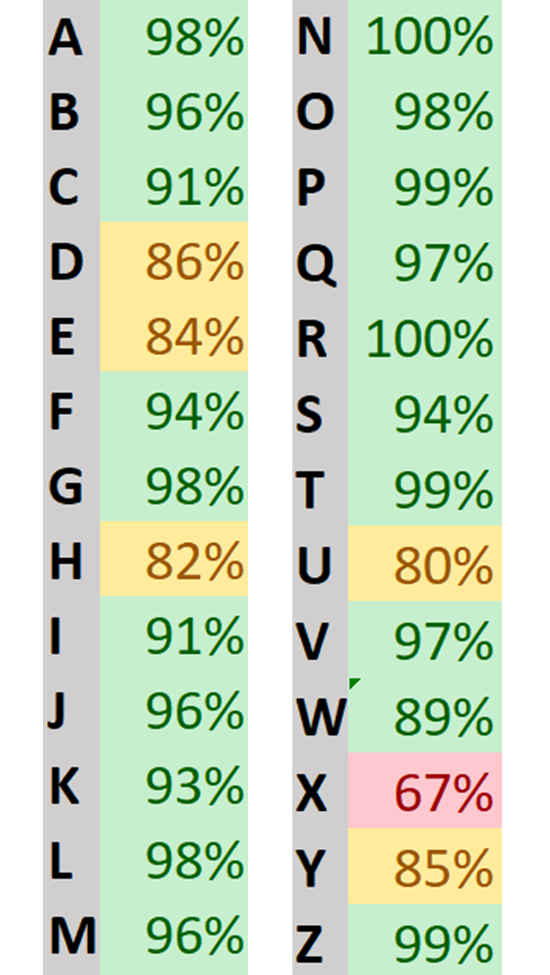 A 98%
B 96%
C 91%
D 86%
E 84%
F 94%
G 98%
H 82%
I 91%
J 96%
K 93%
L 98%
M 96%
N 100%
O 98%
P 99%
Q 97%
R 100%
S 94%
T 99%
U 80%
V 97%
W 89%
X 67%
Y 85%
Z 99%